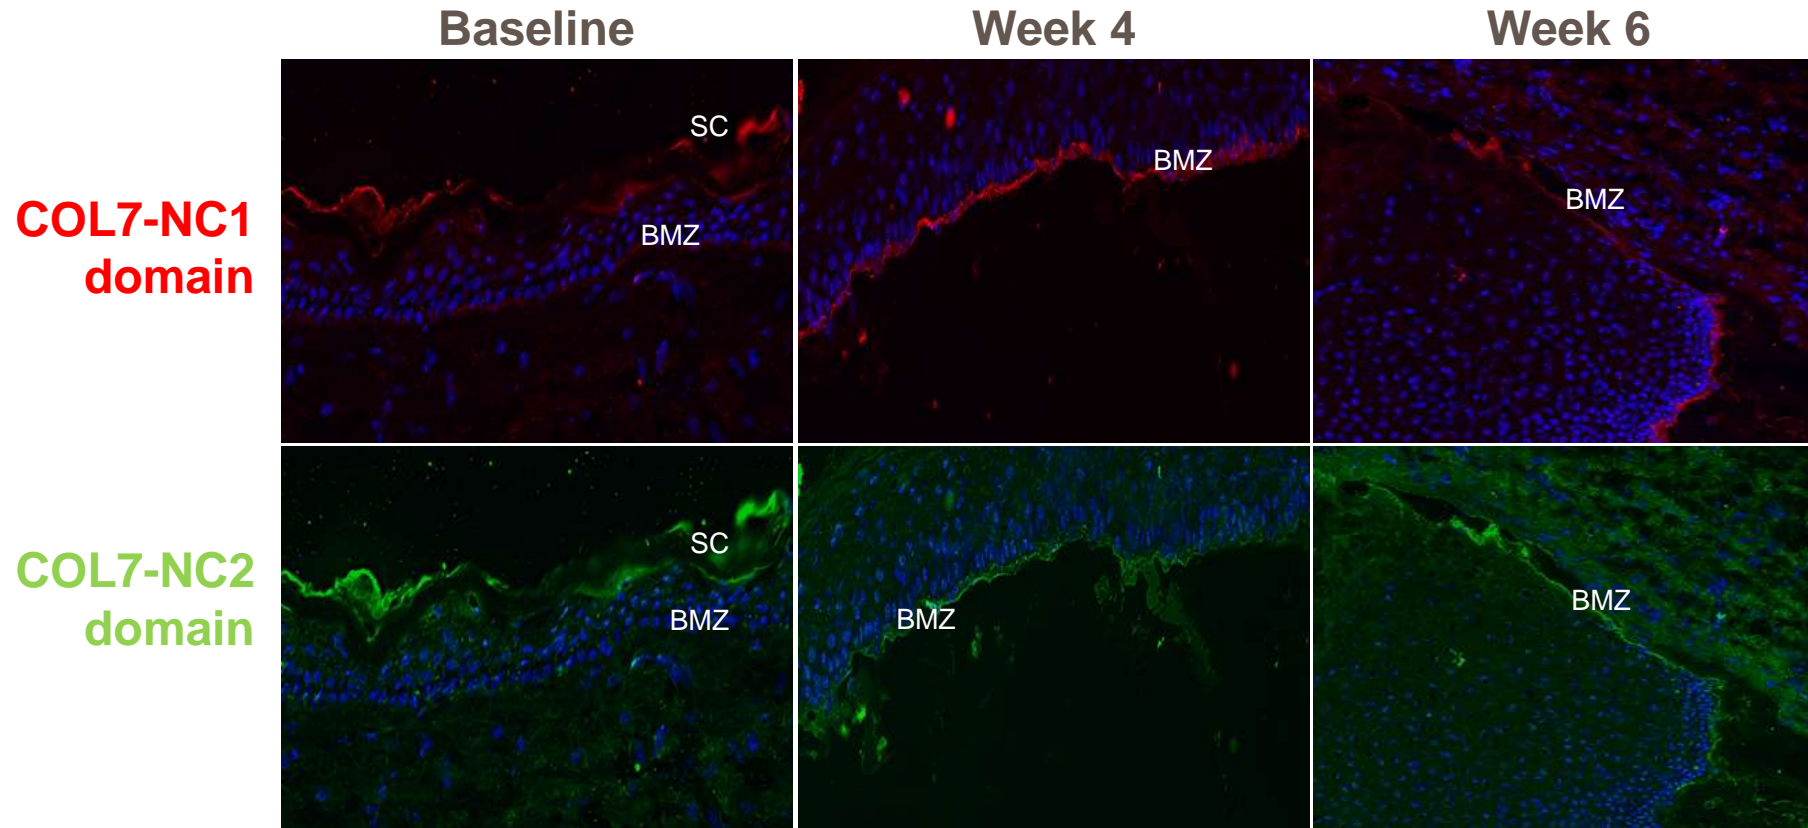 Baseline
Week 4
Week 6
COL7-NC1
domain
SC
BMZ
BMZ
BMZ
COL7-NC2
domain
SC
BMZ
BMZ
BMZ